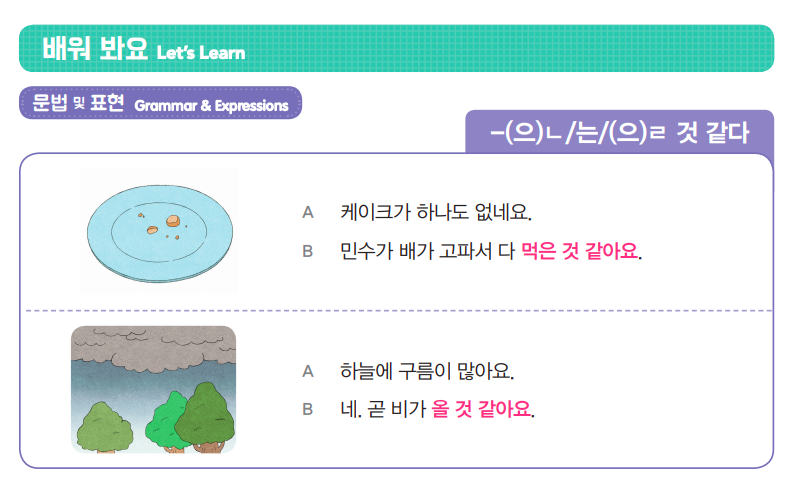 배워 봐요 Let's Learn
문법 및 표현 Grammar & Expressions
-(으)ㄴ/는/(으)ㄹ 것 같다
A 케이크가 하나도 없네요.
B 민수가 배가 고파서 다 먹은 것 같아요.
A 하늘에 구름이 많아요.
B 네. 곧 비가 올 것 같아요.